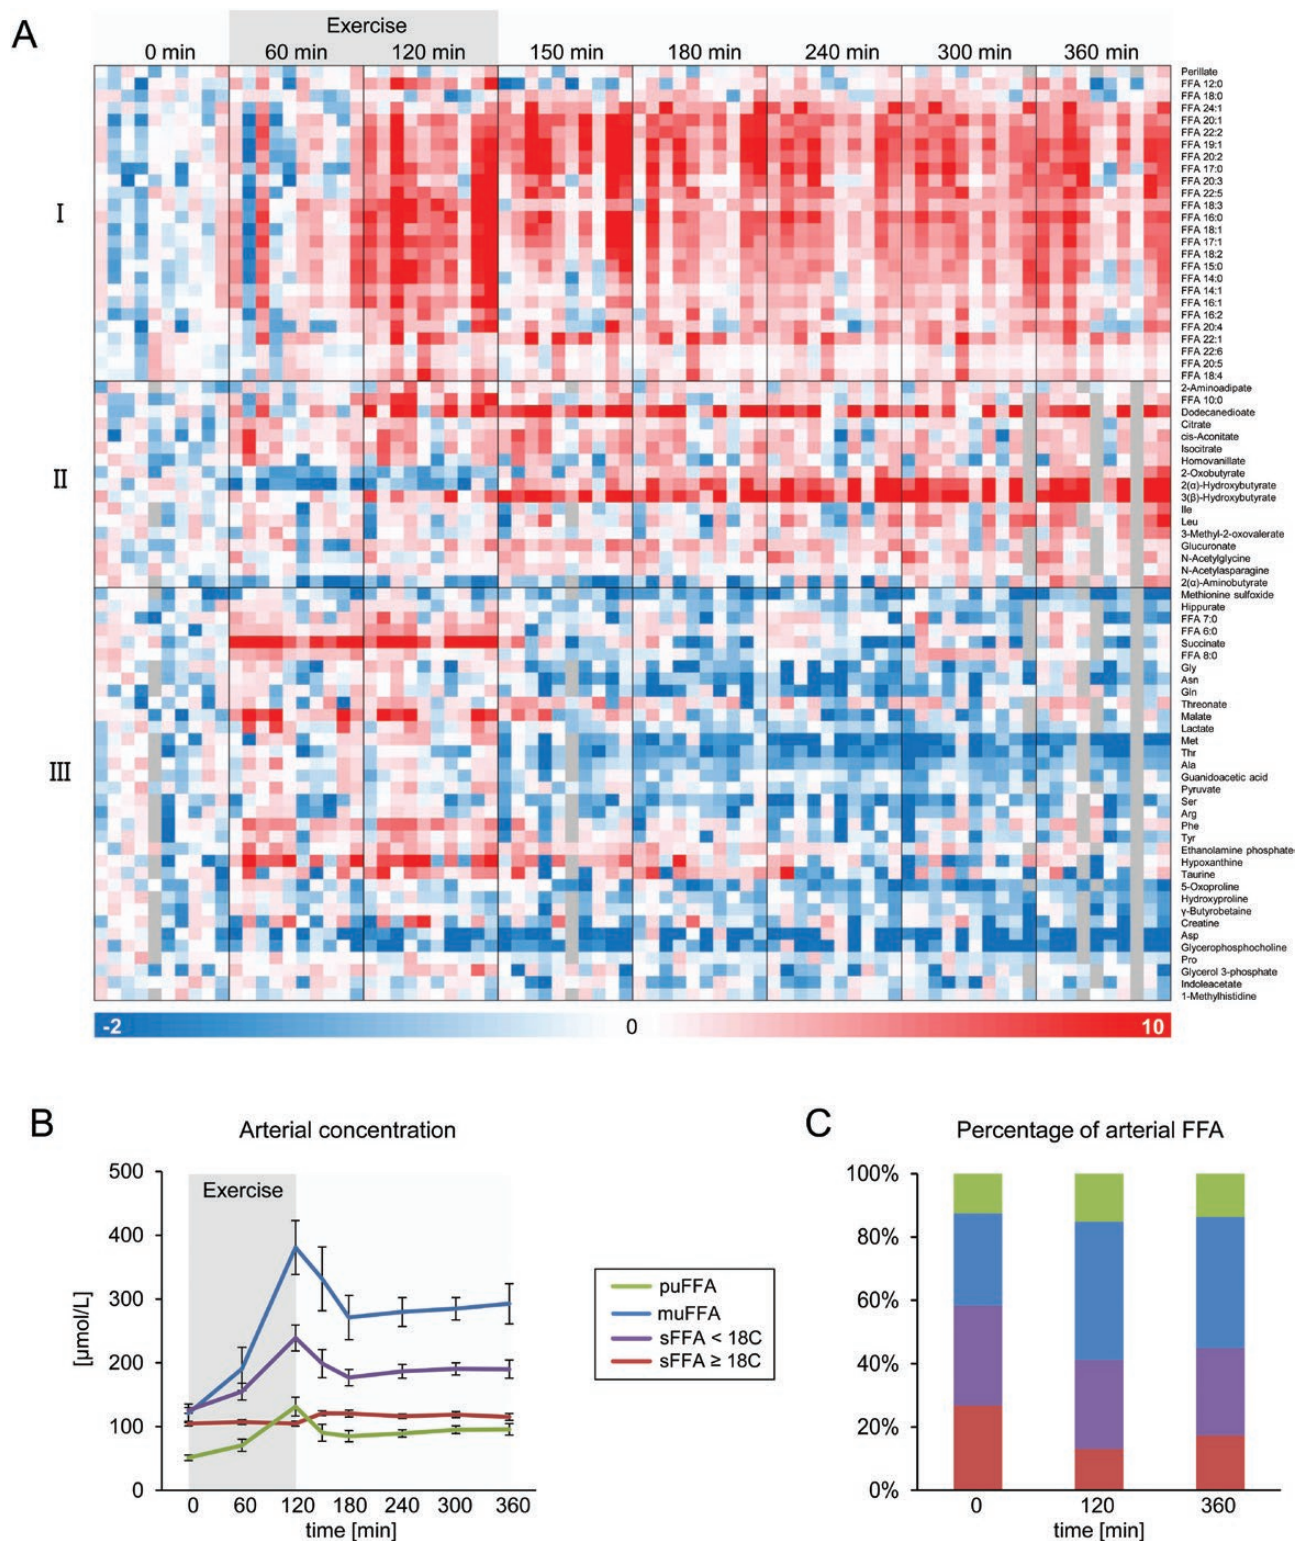 A
Exercise
0 min 60 min 120 min 150 min 180 min 240 min 300 min 360 min
I
Perillate
FFA 12:0
FFA 18:0
FFA 24:1
FFA 20:1
FFA 22:2
FFA 19:1
FFA 20:2
FFA 17:0
FFA 20:3
FFA 22:5
FFA 18:3
FFA 16:0
FFA 18:1
FFA 17:1
FFA 18:2
FFA 15:0
FFA 14:0
FFA 14:1
FFA 16:1
FFA 16:2
FFA 20:4
FFA 22:1
FFA 22:6
FFA 20:5
FFA 18:4
II
2-Aminoadipate
FFA 10:0
Dodecanedioate
Citrate
cis-Aconitate
Isocitrate
Homovanillate
2-Oxobutyrate
2(α)-Hydroxybutyrate
3(β)-Hydroxybutyrate
Ile
Leu
3-Methyl-2-oxovalerate
Glucuronate
N-Acetylglycine
N-Acetylasparagine
2(α)-Aminobutyrate
III
Methionine sulfoxide
Hippurate
FFA 7:0
FFA 6:0
Succinate
FFA 8:0
Gly
Asn
Gln
Threonate
Malate
Lactate
Met
Thr
Ala
Guanidoacetic acid
Pyruvate
Ser
Arg
Phe
Tyr
Ethanolamine phosphate
Hypoxanthine
Taurine
5-Oxoproline
Hydroxyproline
γ-Butyrobetaine
Creatine
Asp
Glycerophosphocholine
Pro
Glycerol 3-phosphate
Indoleacetate
1-Methylhistidine
-2 0 10
B
Arterial concentration
[µmol/L]
500
400
300
200
100
0
Exercise
0 60 120 180 240 300 360
time [min]
puFFA
muFFA
sFFA < 18C
sFFA ≥ 18C
C
Percentage of arterial FFA
100%
80%
60%
40%
20%
0%
0 120 360
time [min]